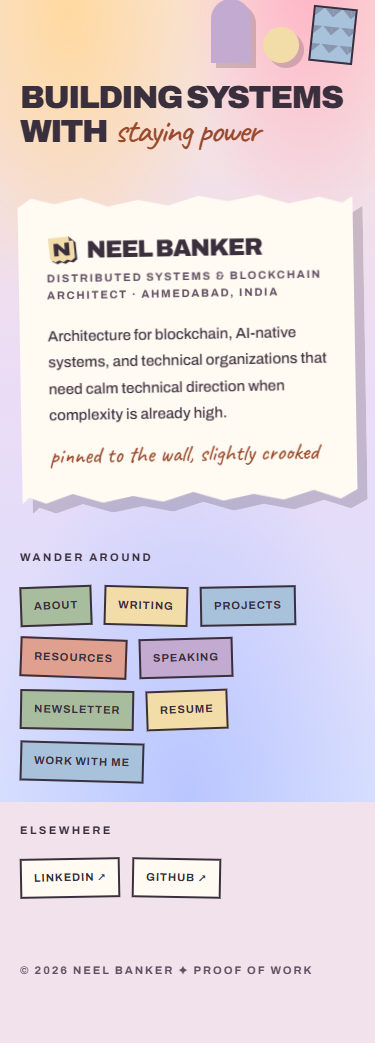 BUILDING SYSTEMS
WITH staying power
N NEEL BANKER
DISTRIBUTED SYSTEMS & BLOCKCHAIN
ARCHITECT · AHMEDABAD, INDIA
Architecture for blockchain, AI-native
systems, and technical organizations that
need calm technical direction when
complexity is already high.
pinned to the wall, slightly crooked
WANDER AROUND
ABOUT WRITING PROJECTS
RESOURCES SPEAKING
NEWSLETTER RESUME
WORK WITH ME
ELSEWHERE
LINKEDIN ↗ GITHUB ↗
© 2026 NEEL BANKER ✦ PROOF OF WORK